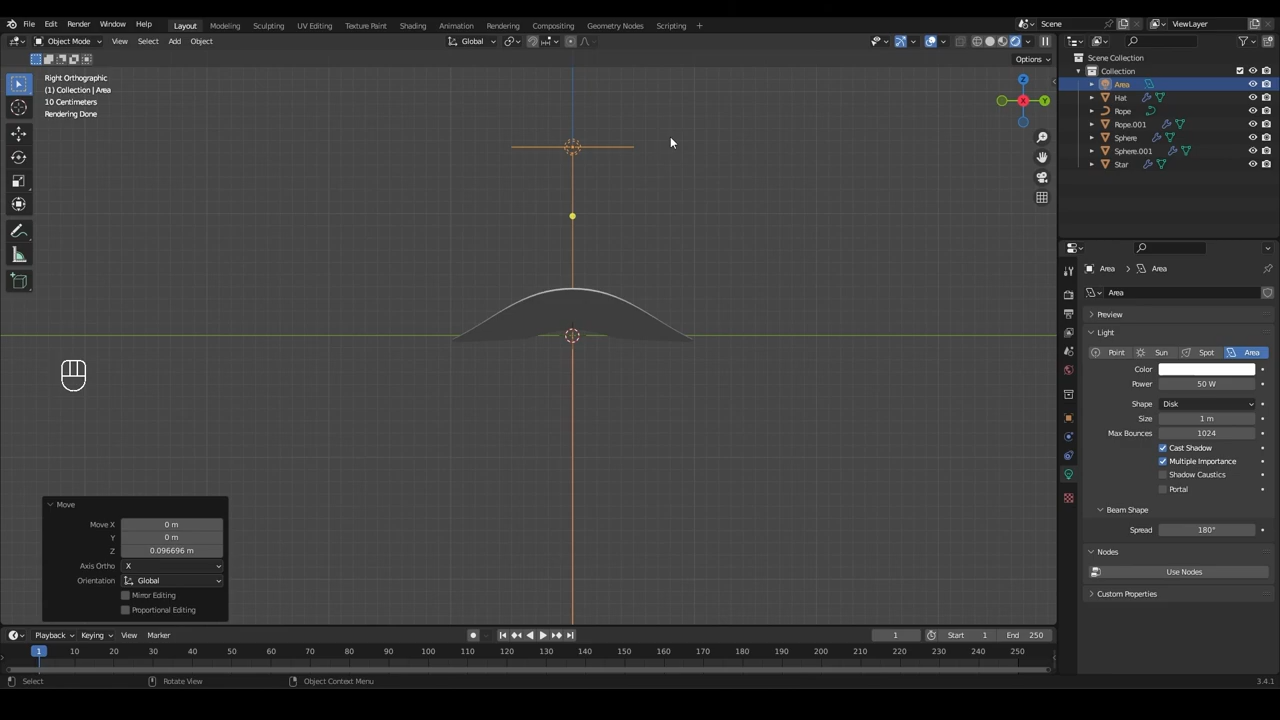 File Edit Render Window Help Layout Modeling Sculpting UV Editing Texture Paint Shading Animation Rendering Compositing Geometry Nodes Scripting + Scene ViewLayer
Object Mode View Select Add Object Global
Options
Right Orthographic
(1) Collection | Area
10 Centimeters
Rendering Done
Z
X
Y
Scene Collection
Collection
Area
Hat
Rope
Rope.001
Sphere
Sphere.001
Star
Area Area
Area
Preview
Light
Point Sun Spot Area
Color
Power 50 W
Shape Disk
Size 1 m
Max Bounces 1024
Cast Shadow
Multiple Importance
Shadow Caustics
Portal
Beam Shape
Spread 180°
Nodes
Use Nodes
Custom Properties
Move
Move X 0 m
Y 0 m
Z 0.096696 m
Axis Ortho X
Orientation Global
Mirror Editing
Proportional Editing
Playback Keying View Marker 1 Start 1 End 250
1 10 20 30 40 50 60 70 80 90 100 110 120 130 140 150 160 170 180 190 200 210 220 230 240 250
Select Rotate View Object Context Menu 3.4.1